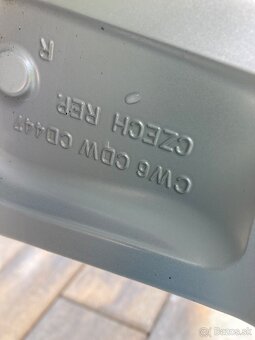 CW6 CDW CD44T
CZECH REP.
R
Bazos.sk